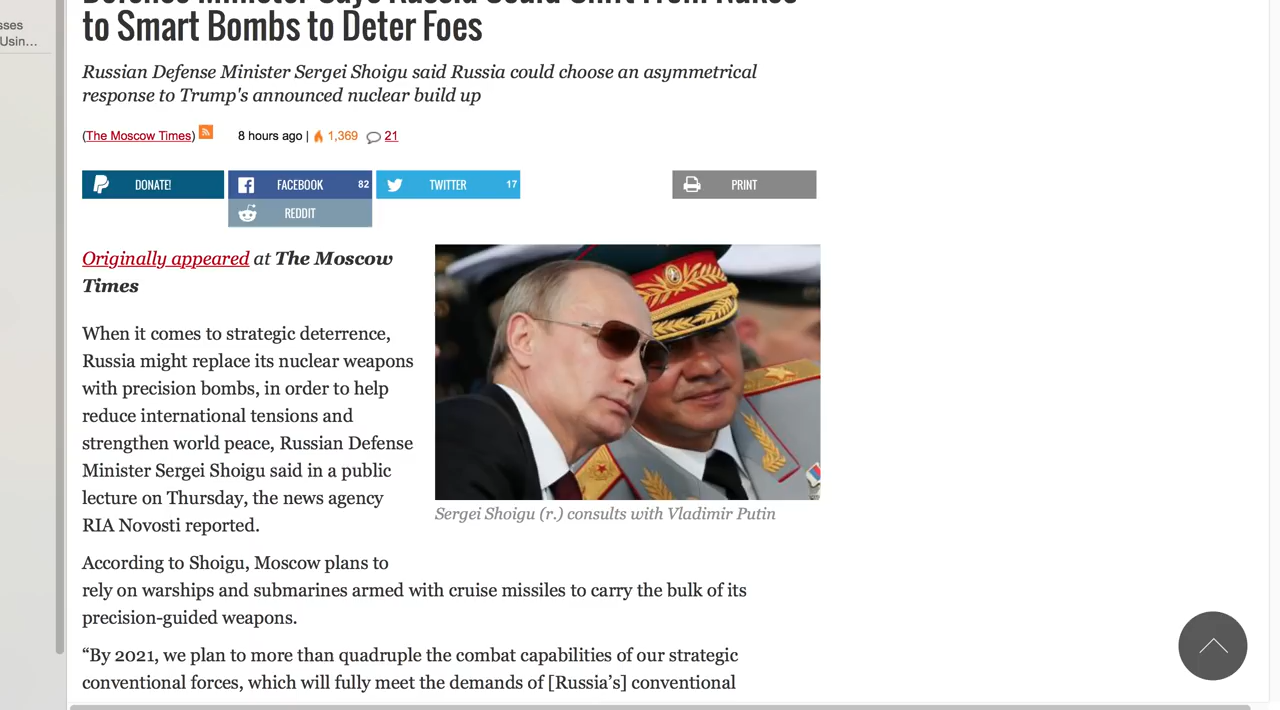 sses
Usin...
to Smart Bombs to Deter Foes
Russian Defense Minister Sergei Shoigu said Russia could choose an asymmetrical
response to Trump's announced nuclear build up
(The Moscow Times) 8 hours ago | 1,369 21
DONATE! FACEBOOK 82 TWITTER 17 PRINT
REDDIT
Originally appeared at The Moscow
Times
When it comes to strategic deterrence,
Russia might replace its nuclear weapons
with precision bombs, in order to help
reduce international tensions and
strengthen world peace, Russian Defense
Minister Sergei Shoigu said in a public
lecture on Thursday, the news agency
RIA Novosti reported.
Sergei Shoigu (r.) consults with Vladimir Putin
According to Shoigu, Moscow plans to
rely on warships and submarines armed with cruise missiles to carry the bulk of its
precision-guided weapons.
“By 2021, we plan to more than quadruple the combat capabilities of our strategic
conventional forces, which will fully meet the demands of [Russia’s] conventional